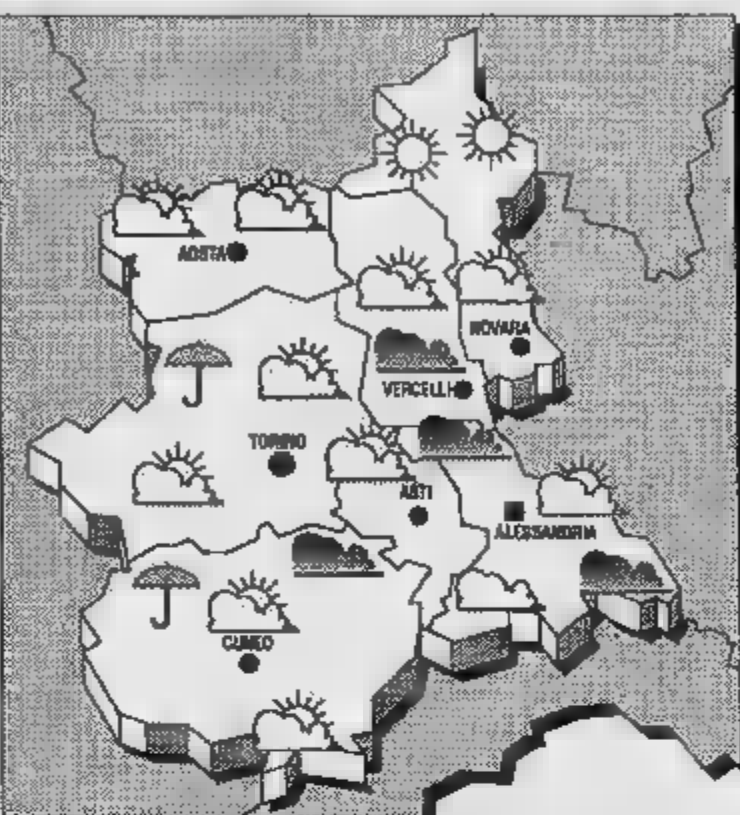 AOSTA
NOVARA
VERCELLI
TORINO
ASTI
ALESSANDRIA
CUNEO